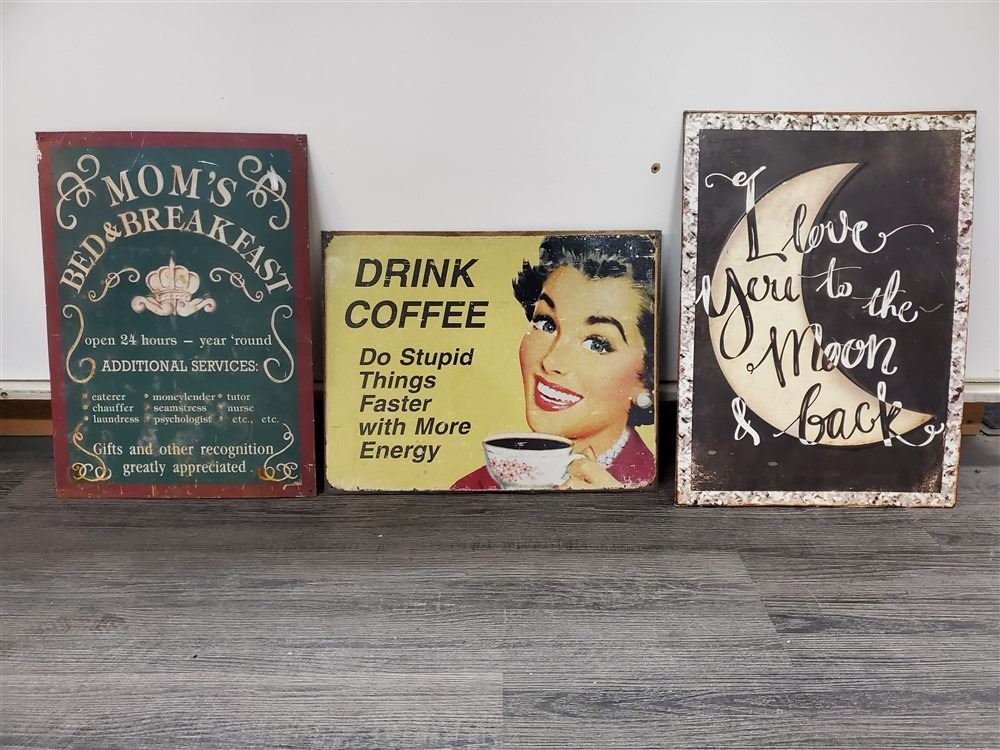 MOM'S
BED & BREAKFAST
open 24 hours – year 'round
ADDITIONAL SERVICES:
caterer • moneylender • tutor
chauffer • seamstress • nurse
laundress • psychologist • etc., etc.
Gifts and other recognition
greatly appreciated.
DRINK
COFFEE
Do Stupid
Things
Faster
with More
Energy
I love
You to the
Moon
& back